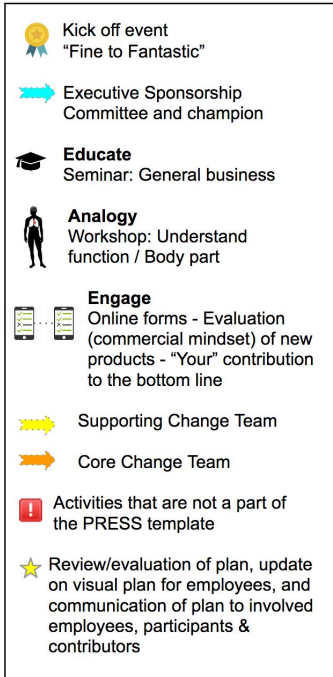 Kick off event
“Fine to Fantastic”
Executive Sponsorship
Committee and champion
Educate
Seminar: General business
Analogy
Workshop: Understand
function / Body part
Engage
Online forms - Evaluation
(commercial mindset) of new
products - “Your” contribution
to the bottom line
Supporting Change Team
Core Change Team
Activities that are not a part of
the PRESS template
Review/evaluation of plan, update
on visual plan for employees, and
communication of plan to involved
employees, participants &
contributors